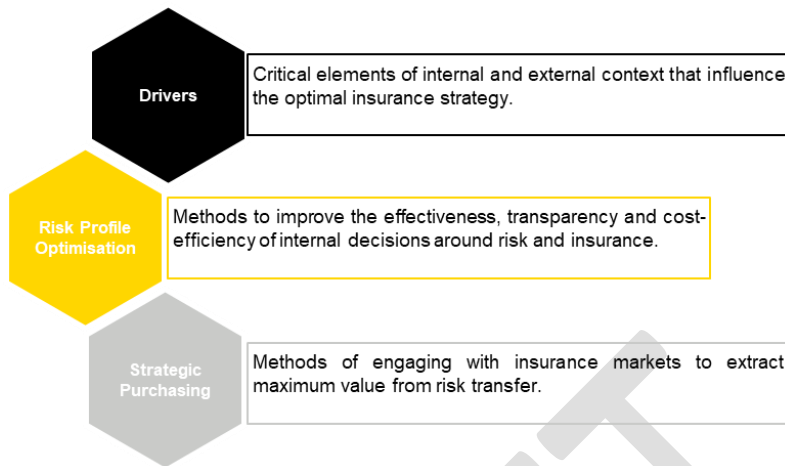 Drivers
Critical elements of internal and external context that influence
the optimal insurance strategy.
Risk Profile
Optimisation
Methods to improve the effectiveness, transparency and cost-
efficiency of internal decisions around risk and insurance.
Strategic
Purchasing
Methods of engaging with insurance markets to extract
maximum value from risk transfer.